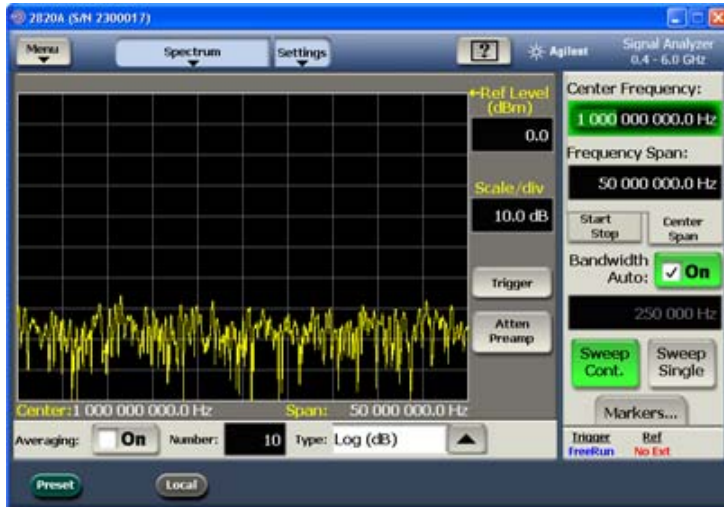 2820A (S/N 2300017)
Menu
Spectrum
Settings
?
Agilent
Signal Analyzer
0.4 - 6.0 GHz
Ref Level
(dBm)
0.0
Scale/div
10.0 dB
Trigger
Atten
Preamp
Center:1 000 000 000.0 Hz
Span: 50 000 000.0 Hz
Averaging:
On
Number:
10
Type:
Log (dB)
Center Frequency:
1 000 000 000.0 Hz
Frequency Span:
50 000 000.0 Hz
Start
Stop
Center
Span
Bandwidth
Auto:
On
250 000 Hz
Sweep
Cont.
Sweep
Single
Markers...
Trigger
FreeRun
Ref
No Ext
Preset
Local